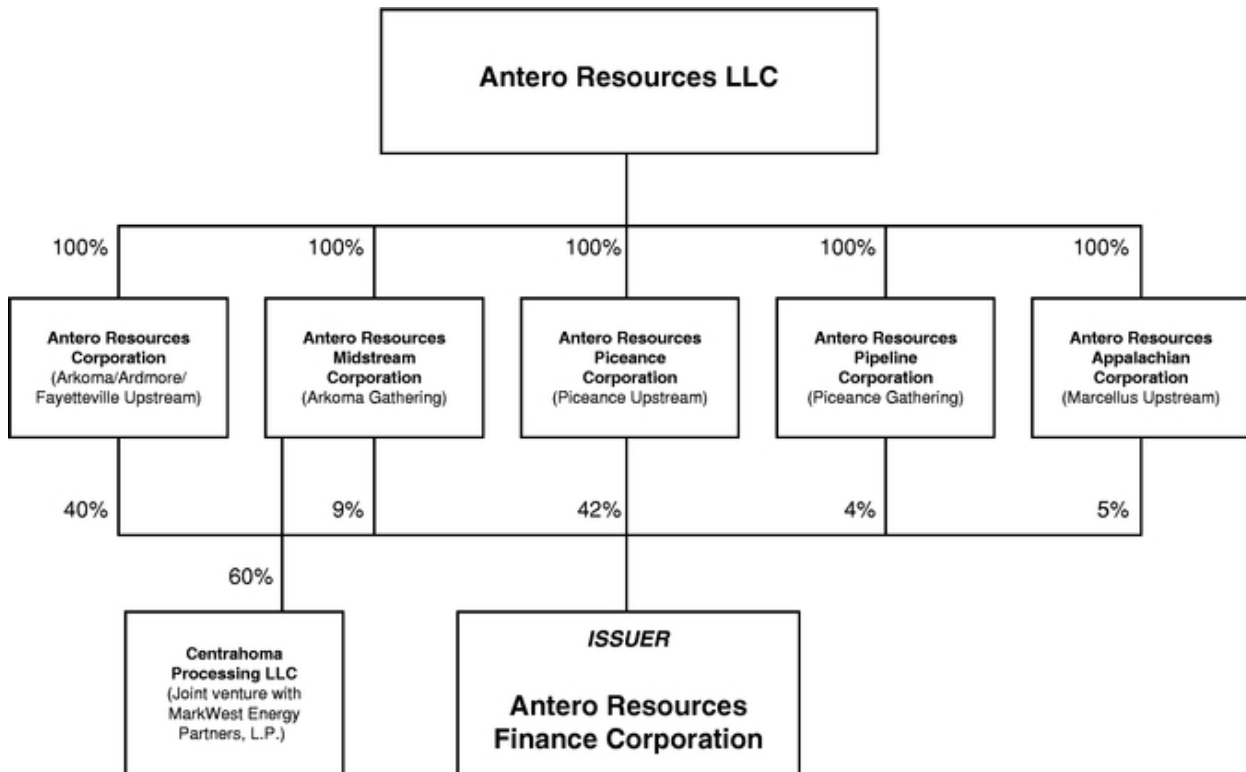 Antero Resources LLC
100%
100%
100%
100%
100%
Antero Resources
Corporation
(Arkoma/Ardmore/
Fayetteville Upstream)
Antero Resources
Midstream
Corporation
(Arkoma Gathering)
Antero Resources
Piceance
Corporation
(Piceance Upstream)
Antero Resources
Pipeline
Corporation
(Piceance Gathering)
Antero Resources
Appalachian
Corporation
(Marcellus Upstream)
40%
9%
42%
4%
5%
60%
Centrahoma
Processing LLC
(Joint venture with
MarkWest Energy
Partners, L.P.)
ISSUER
Antero Resources
Finance Corporation